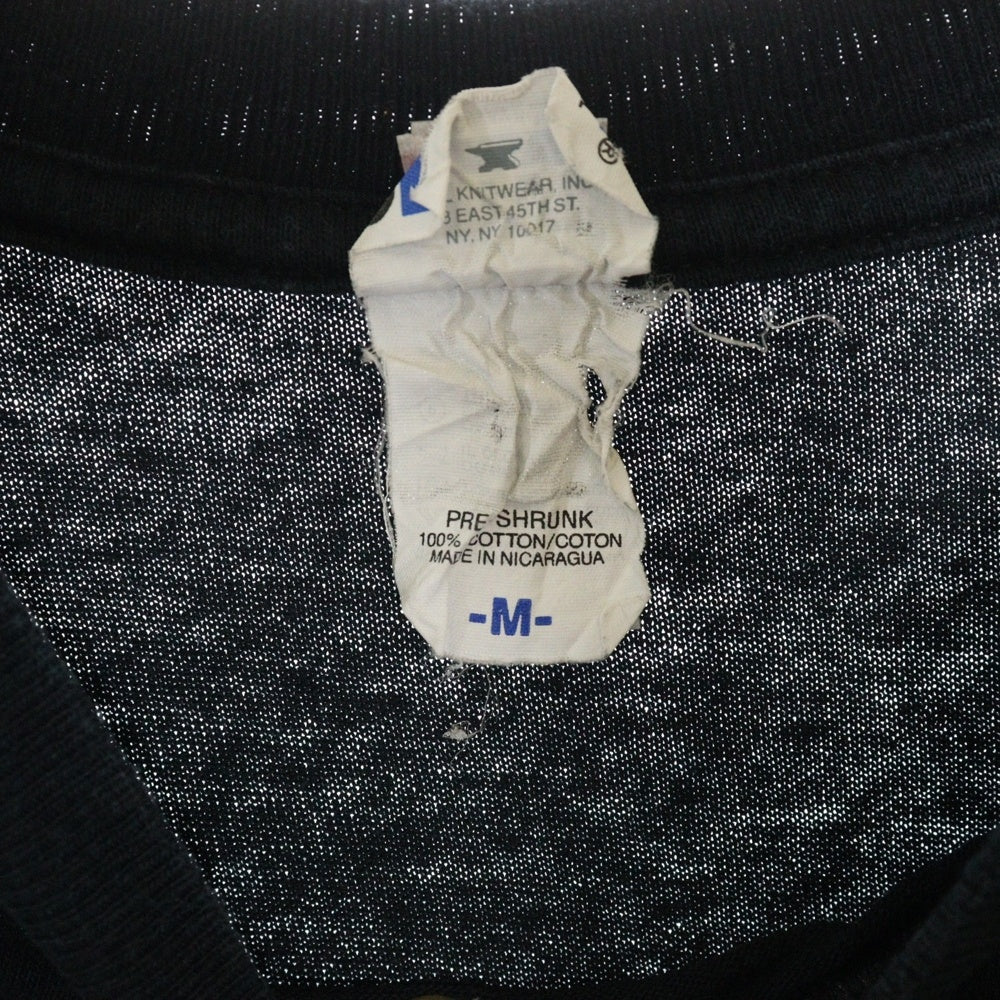 ®
KNITWEAR, INC
EAST 45TH ST.
NY, NY 10017
PRE SHRUNK
100% COTTON/COTON
MADE IN NICARAGUA
-M-